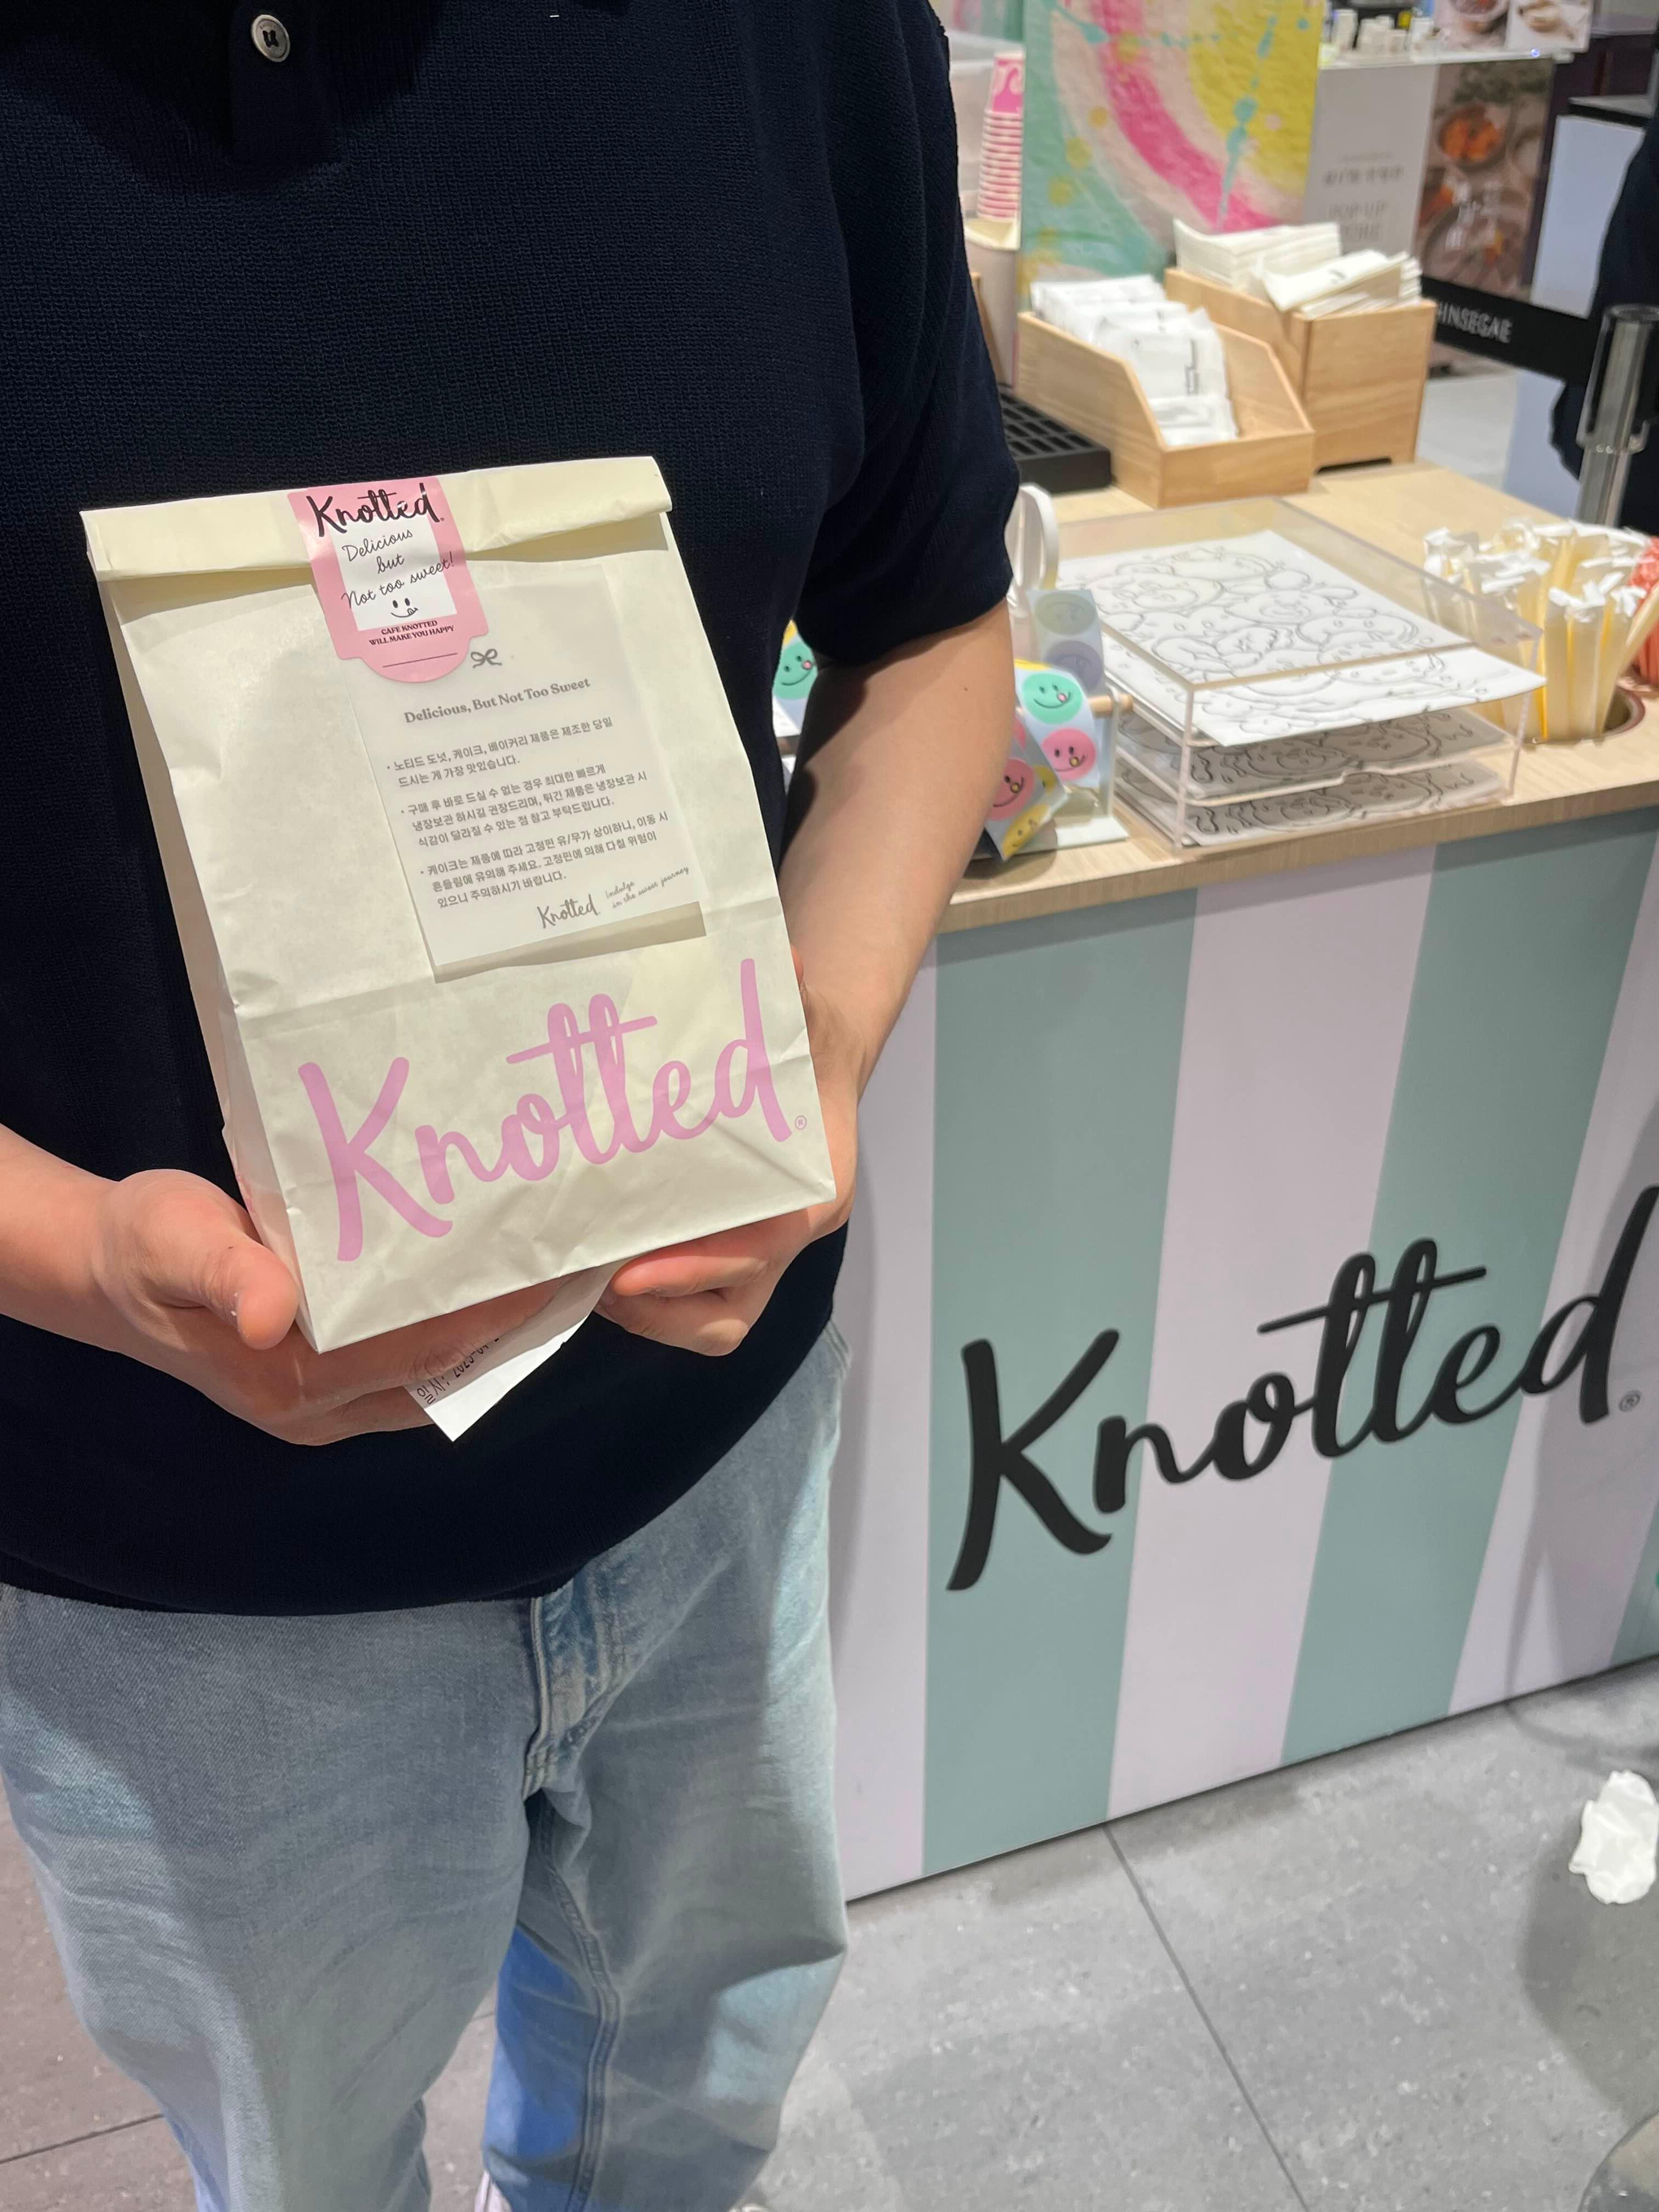 Knotted
Delicious
but
Not too sweet!
CAFE KNOTTED
WILL MAKE YOU HAPPY
Delicious, But Not Too Sweet
• 노티드 도넛, 케이크, 베이커리 제품은 제조한 당일
드시는 게 가장 맛있습니다.
• 구매 후 바로 드실 수 없는 경우 최대한 빠르게
냉장보관 하시길 권장드리며, 튀긴 제품은 냉장보관 시
식감이 달라질 수 있는 점 참고 부탁드립니다.
• 케이크는 제품에 따라 고정핀 유/무가 상이하니, 이동 시
흔들림에 유의해 주세요. 고정핀에 의해 다칠 위험이
있으니 주의하시기 바랍니다.
Knotted
indulge
in the sweet journey
Knotted®
일시:
POP-UP
SHINSEGAE
Knotted®